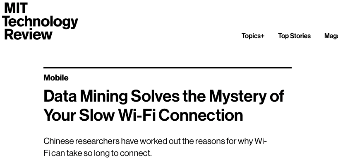 MIT
Technology
Review
Topics+ Top Stories
Mobile
Data Mining Solves the Mystery of
Your Slow Wi-Fi Connection
Chinese researchers have worked out the reasons for why Wi-
Fi can take so long to connect.